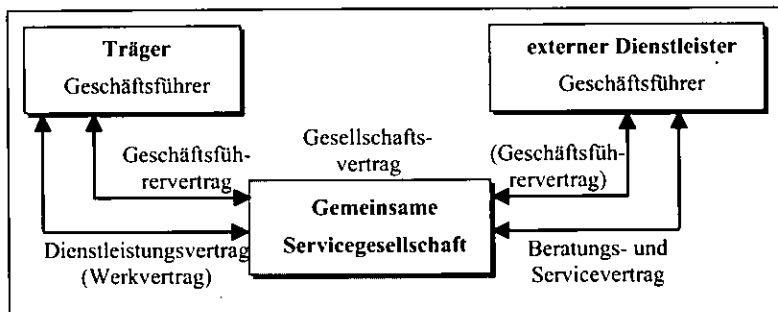 Träger
Geschäftsführer
externer Dienstleister
Geschäftsführer
Geschäftsfüh-
rervertrag
Gesellschafts-
vertrag
(Geschäftsfüh-
rervertrag)
Gemeinsame
Servicegesellschaft
Dienstleistungsvertrag
(Werkvertrag)
Beratungs- und
Servicevertrag